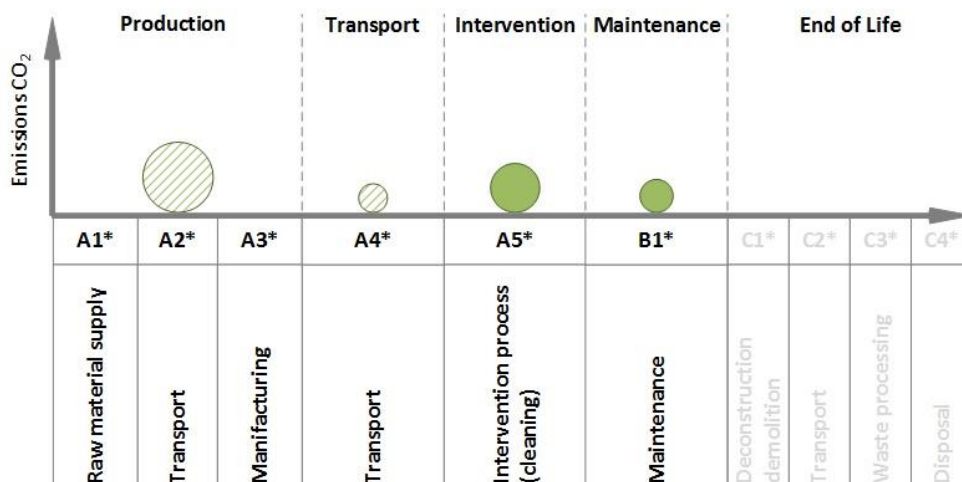 Production
Transport
Intervention
Maintenance
End of Life
Emissions CO₂
A1*
A2*
A3*
A4*
A5*
B1*
C1*
C2*
C3*
C4*
Raw material supply
Transport
Manifacturing
Transport
Intervention process
(cleaning)
Maintenance
Deconstruction
demolition
Transport
Waste processing
Disposal